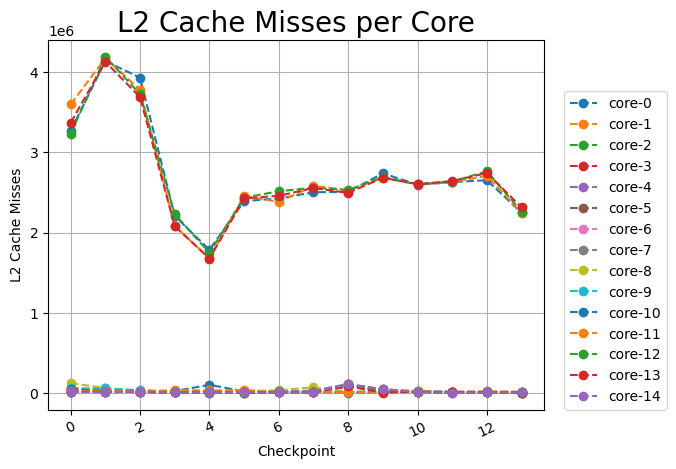 L2 Cache Misses per Core
1e6
4
3
2
1
0
L2 Cache Misses
0
2
4
6
8
10
12
Checkpoint
core-0
core-1
core-2
core-3
core-4
core-5
core-6
core-7
core-8
core-9
core-10
core-11
core-12
core-13
core-14